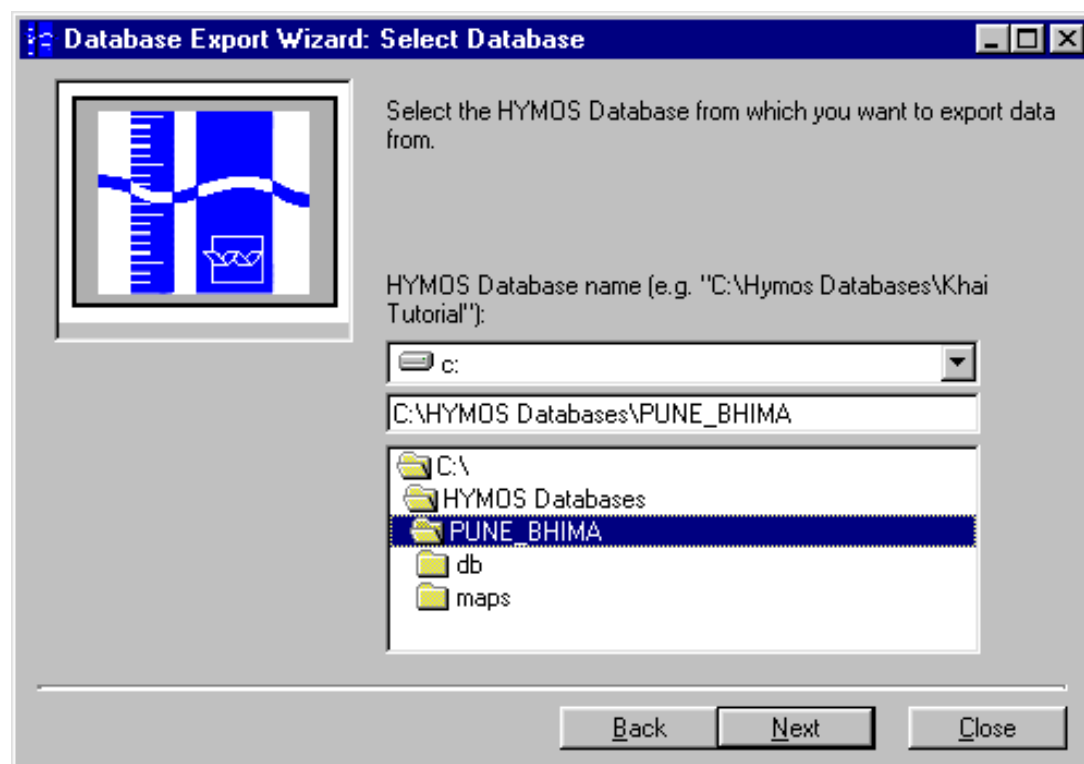 Database Export Wizard: Select Database
Select the HYMOS Database from which you want to export data
from.
HYMOS Database name (e.g. "C:\Hymos Databases\Khai
Tutorial"):
c:
C:\HYMOS Databases\PUNE_BHIMA
C:\
HYMOS Databases
PUNE_BHIMA
db
maps
Back Next Close